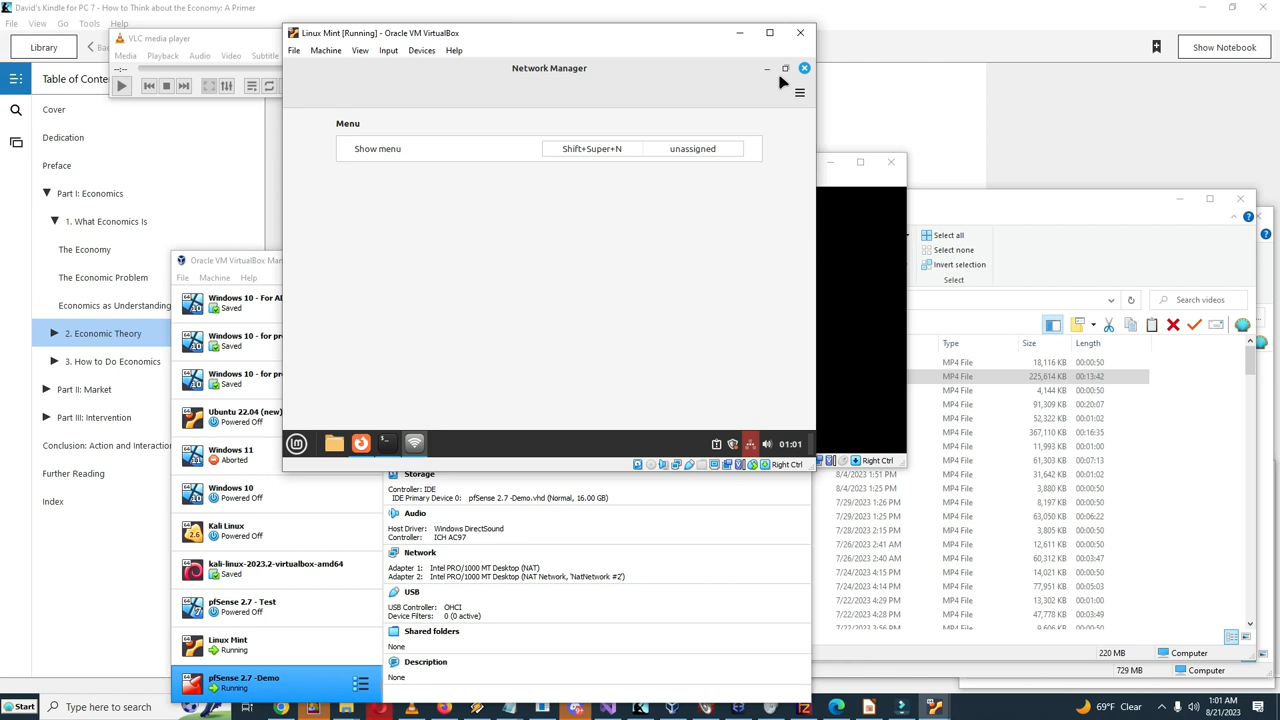 David's Kindle for PC 7 - How to Think about the Economy: A Primer
File View Go Tools Help
Library
Show Notebook
Table of Conte
Cover
Dedication
Preface
Part I: Economics
1. What Economics Is
The Economy
The Economic Problem
Economics as Understanding
2. Economic Theory
3. How to Do Economics
Part II: Market
Part III: Intervention
Conclusion: Action and Interaction
Further Reading
Index
VLC media player
Media Playback Audio Video Subtitle
--:--
Linux Mint [Running] - Oracle VM VirtualBox
File Machine View Input Devices Help
Network Manager
Menu
Show menu
Shift+Super+N
unassigned
01:01
Right Ctrl
Right Ctrl
Oracle VM VirtualBox Man
File Machine Help
Windows 10 - For AD
Saved
Windows 10 - for pr
Saved
Windows 10 - for pr
Saved
Ubuntu 22.04 (new)
Powered Off
Windows 11
Aborted
Windows 10
Powered Off
Kali Linux
Powered Off
kali-linux-2023.2-virtualbox-amd64
Saved
pfSense 2.7 - Test
Powered Off
Linux Mint
Running
pfSense 2.7 -Demo
Running
Storage
Controller: IDE
IDE Primary Device 0: pfSense 2.7 -Demo.vhd (Normal, 16.00 GB)
Audio
Host Driver: Windows DirectSound
Controller: ICH AC97
Network
Adapter 1: Intel PRO/1000 MT Desktop (NAT)
Adapter 2: Intel PRO/1000 MT Desktop (NAT Network, 'NatNetwork #2')
USB
USB Controller: OHCI
Device Filters: 0 (0 active)
Shared folders
None
Description
None
Select all
Select none
Invert selection
Select
Search videos
Type Size Length
MP4 File 18,116 KB 00:00:50
MP4 File 225,614 KB 00:13:42
MP4 File 4,144 KB 00:00:50
MP4 File 91,309 KB 00:20:07
MP4 File 52,322 KB 00:01:02
MP4 File 367,110 KB 00:16:35
MP4 File 11,993 KB 00:01:00
MP4 File 61,303 KB 00:07:13
8/4/2023 1:51 PM MP4 File 31,642 KB 00:01:02
8/4/2023 1:25 PM MP4 File 3,880 KB 00:00:50
7/29/2023 1:26 PM MP4 File 8,197 KB 00:00:50
7/29/2023 1:25 PM MP4 File 63,050 KB 00:06:22
7/28/2023 2:15 PM MP4 File 3,805 KB 00:00:50
7/26/2023 2:41 AM MP4 File 12,611 KB 00:01:00
7/26/2023 2:40 AM MP4 File 60,312 KB 00:03:47
7/24/2023 4:15 PM MP4 File 14,021 KB 00:00:50
7/24/2023 4:14 PM MP4 File 77,951 KB 00:05:03
7/22/2023 4:29 PM MP4 File 13,302 KB 00:01:00
7/22/2023 4:28 PM MP4 File 47,778 KB 00:03:49
7/22/2023 3:56 PM MP4 File 9,606 KB 00:00:50
220 MB Computer
729 MB Computer
Start
Type here to search
69°F Clear
1:01 AM
8/21/2023